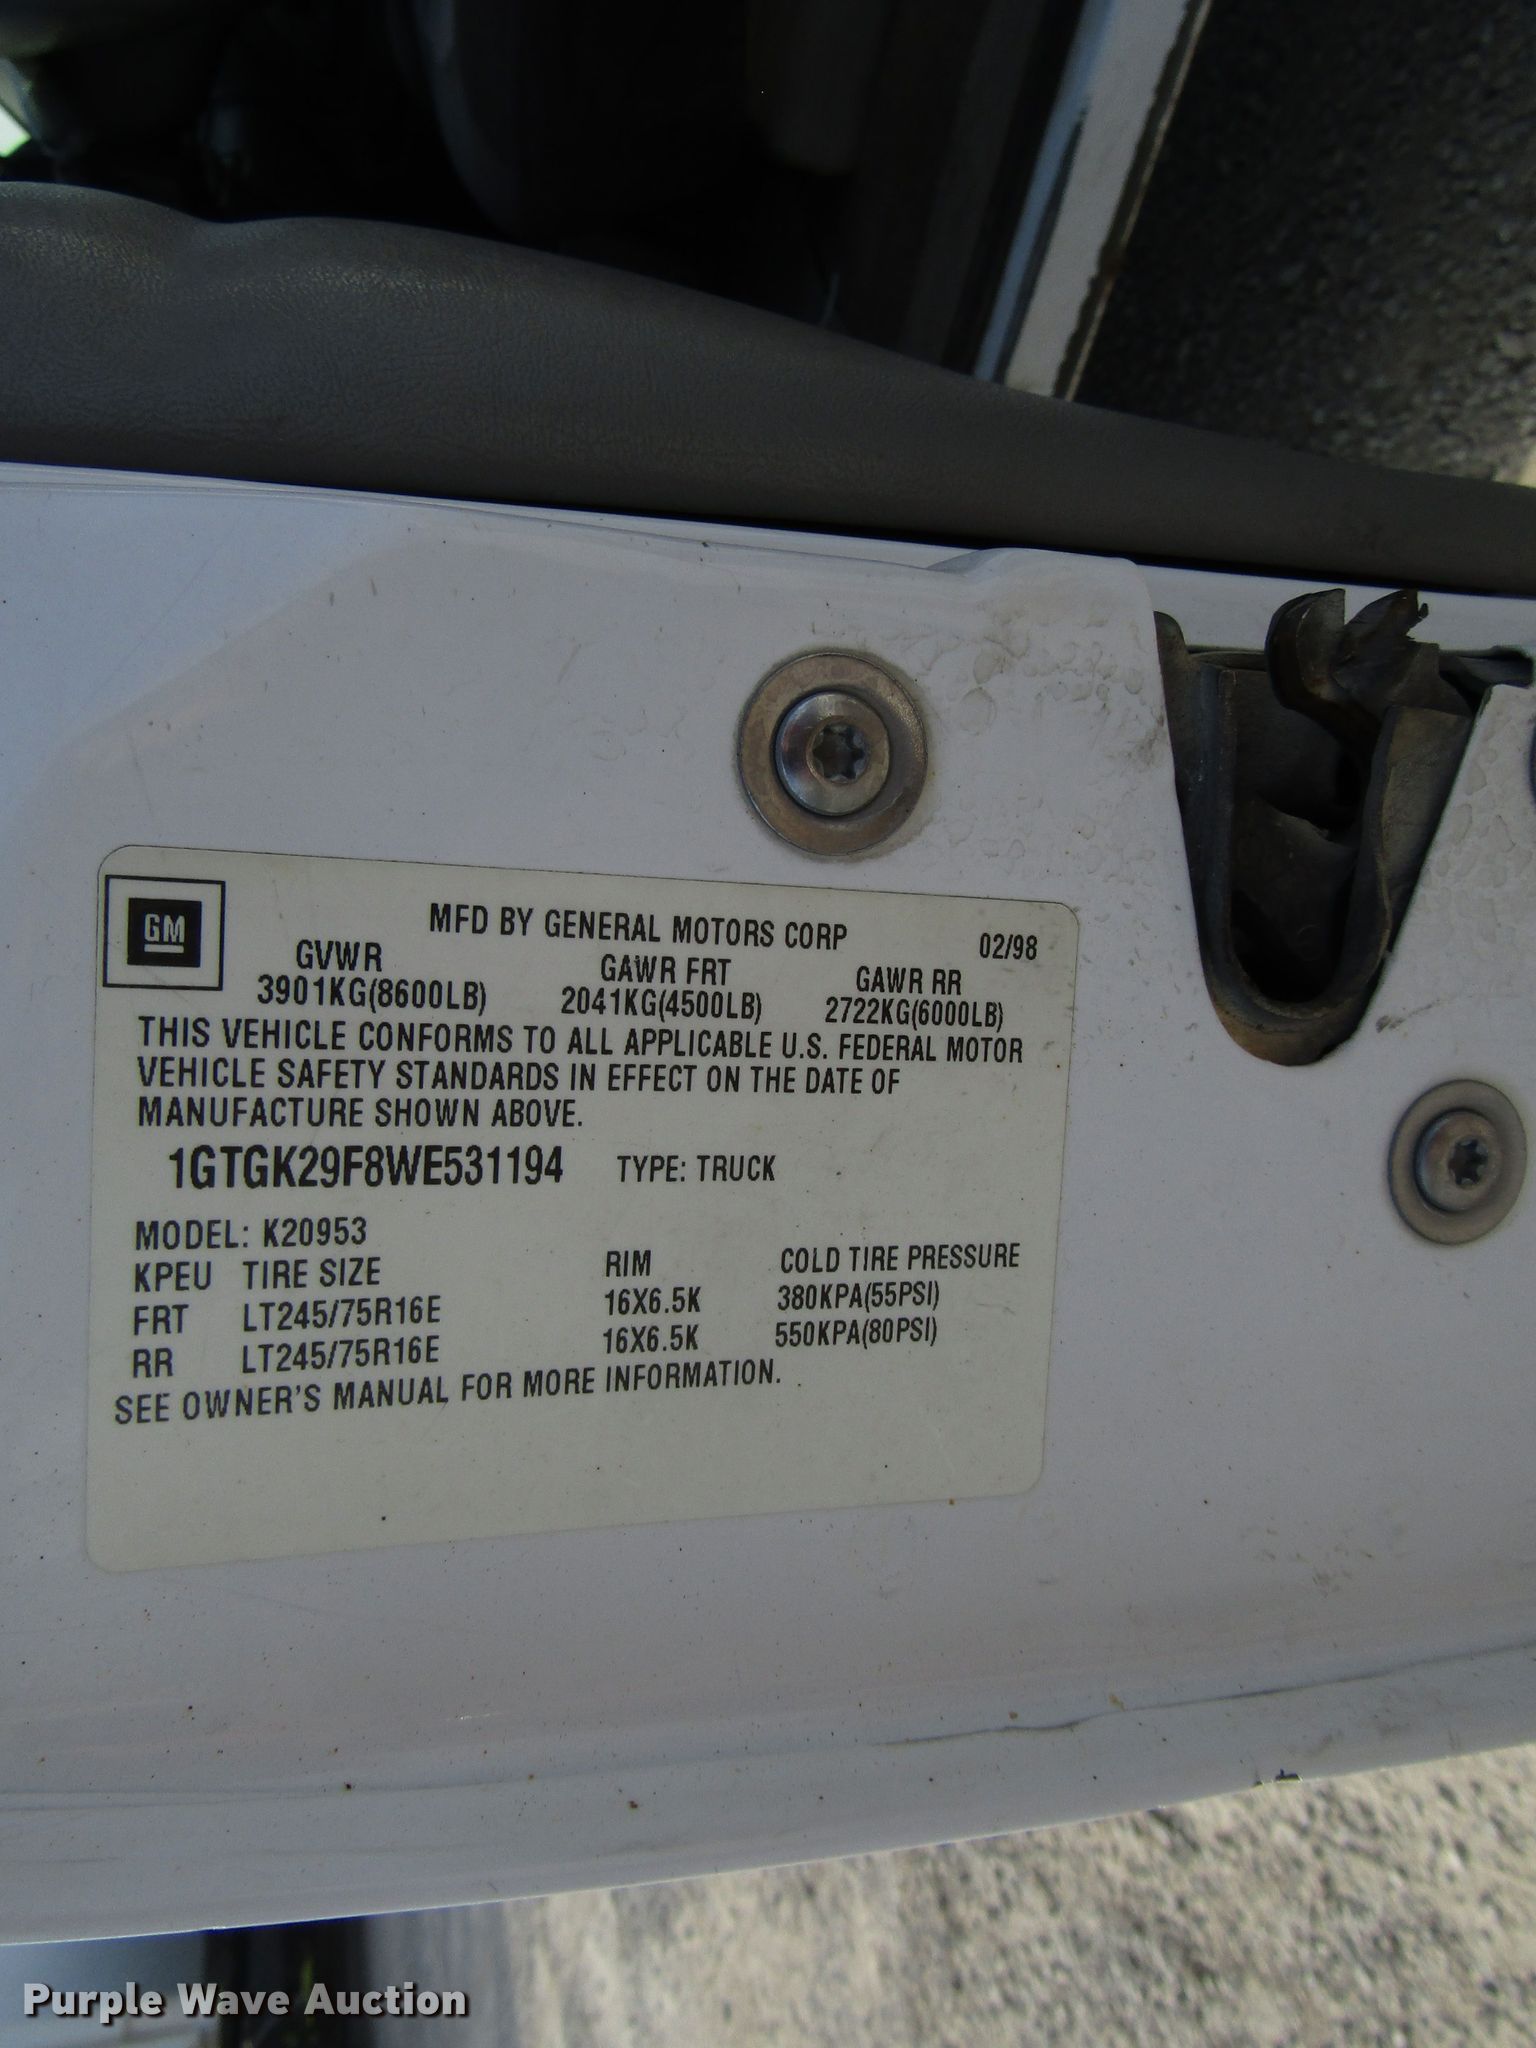 GM
MFD BY GENERAL MOTORS CORP 02/98
GVWR GAWR FRT GAWR RR
3901KG(8600LB) 2041KG(4500LB) 2722KG(6000LB)
THIS VEHICLE CONFORMS TO ALL APPLICABLE U.S. FEDERAL MOTOR
VEHICLE SAFETY STANDARDS IN EFFECT ON THE DATE OF
MANUFACTURE SHOWN ABOVE.
1GTGK29F8WE531194 TYPE: TRUCK
MODEL: K20953
KPEU TIRE SIZE RIM COLD TIRE PRESSURE
FRT LT245/75R16E 16X6.5K 380KPA(55PSI)
RR LT245/75R16E 16X6.5K 550KPA(80PSI)
SEE OWNER'S MANUAL FOR MORE INFORMATION.
Purple Wave Auction